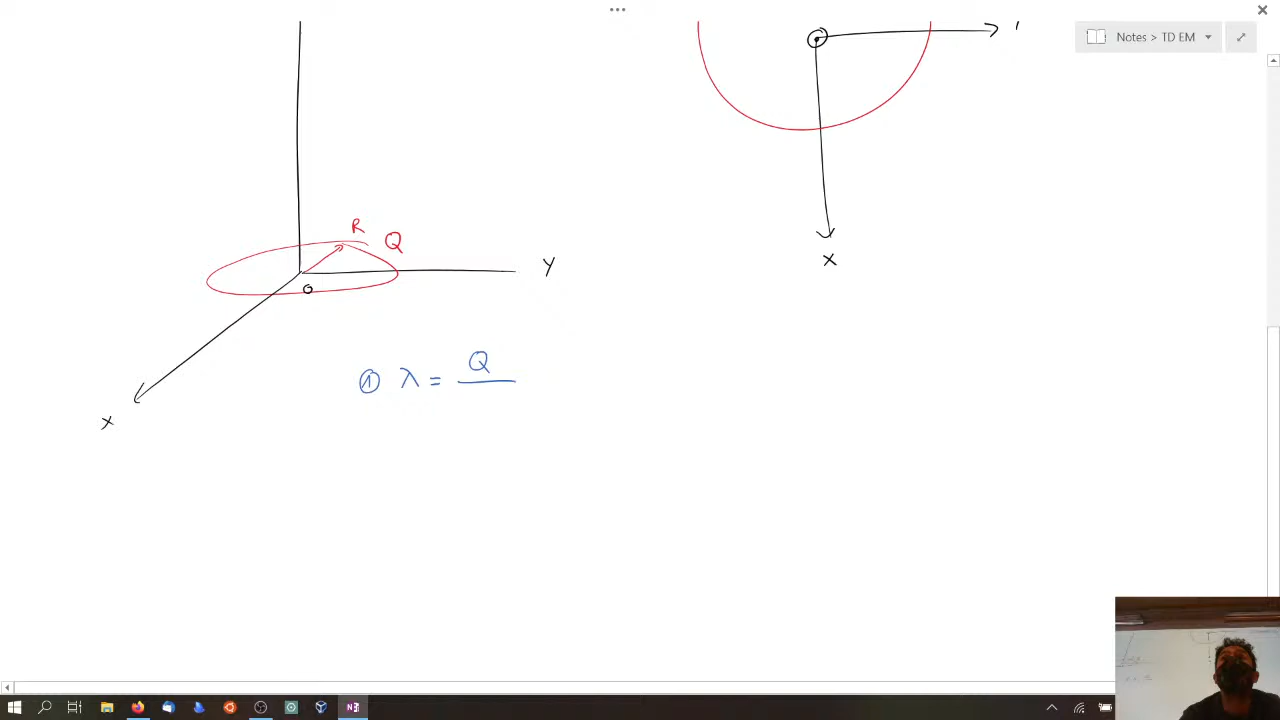 Notes > TD EM
R
Q
Y
O
X
X
① λ = Q